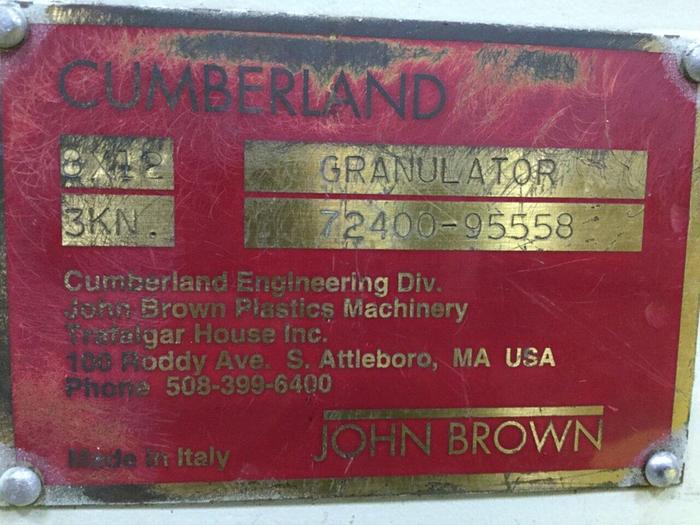 CUMBERLAND
8X12 GRANULATOR
3KN. 72400-95558
Cumberland Engineering Div.
John Brown Plastics Machinery
Trafalgar House Inc.
100 Roddy Ave. S. Attleboro, MA USA
Phone 508-399-6400
JOHN BROWN
Made in Italy